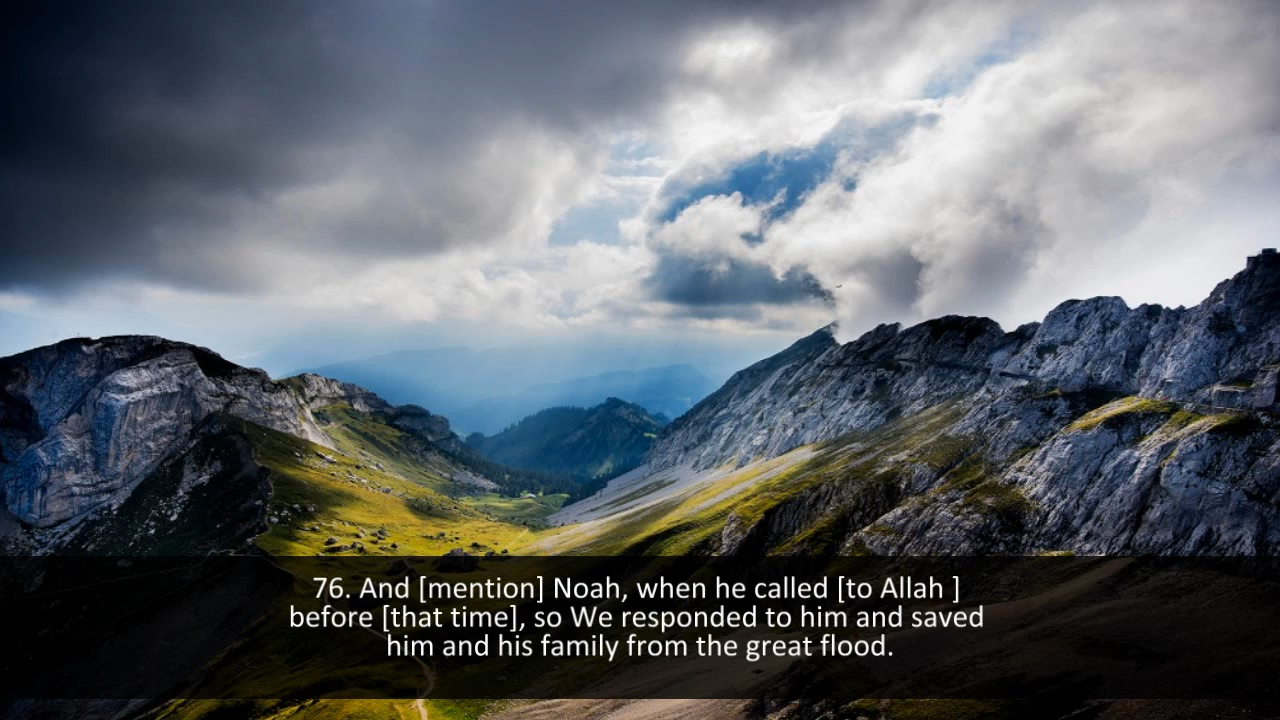 76. And [mention] Noah, when he called [to Allah ]
before [that time], so We responded to him and saved
him and his family from the great flood.